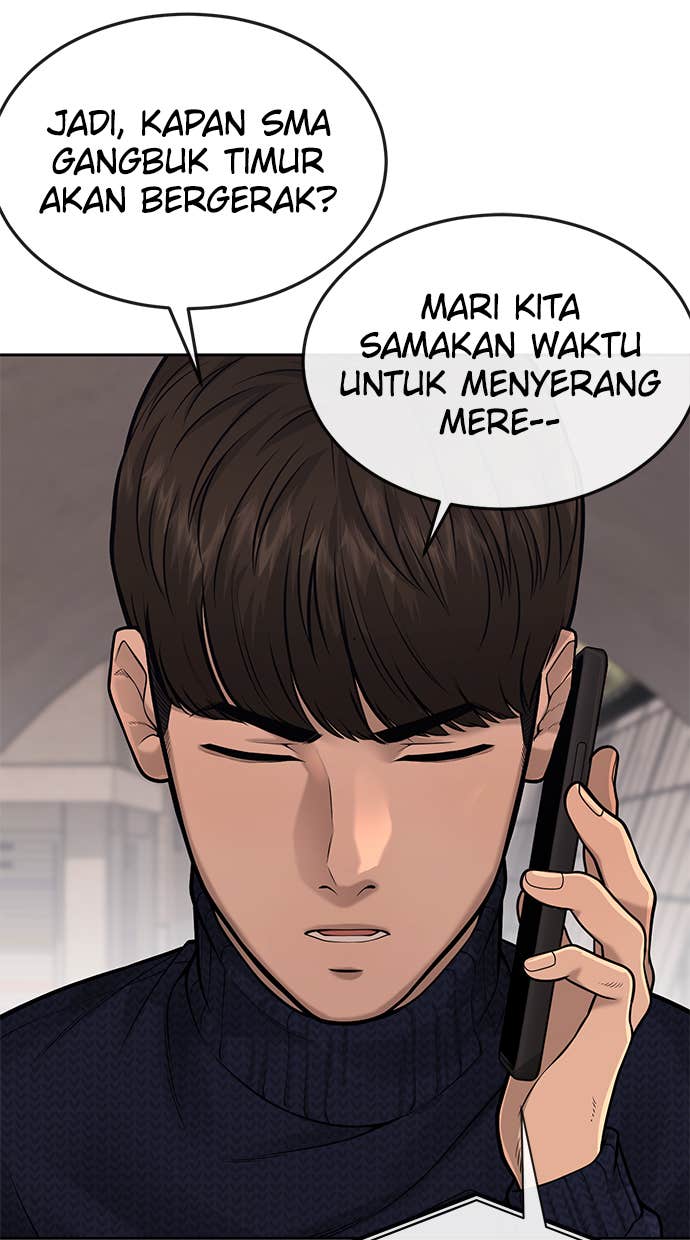 JADI, KAPAN SMA
GANGBUK TIMUR
AKAN BERGERAK?
MARI KITA
SAMAKAN WAKTU
UNTUK MENYERANG
MERE--